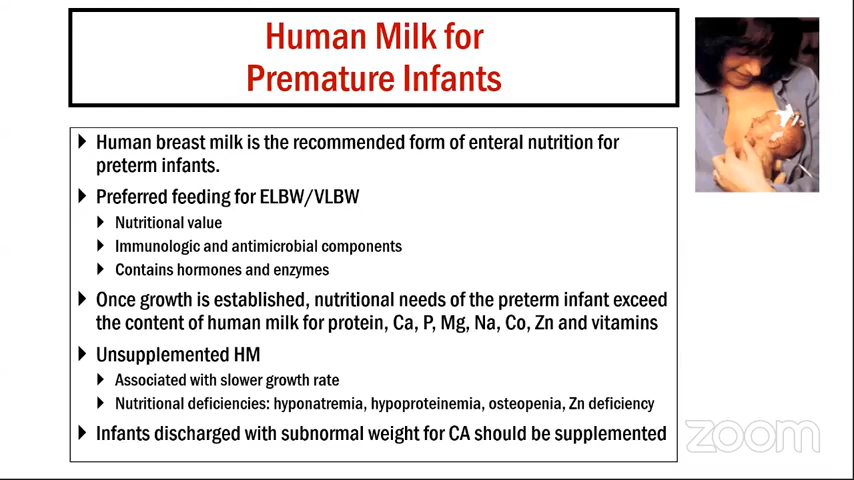 Human Milk for
Premature Infants
Human breast milk is the recommended form of enteral nutrition for
preterm infants.
Preferred feeding for ELBW/VLBW
Nutritional value
Immunologic and antimicrobial components
Contains hormones and enzymes
Once growth is established, nutritional needs of the preterm infant exceed
the content of human milk for protein, Ca, P, Mg, Na, Co, Zn and vitamins
Unsupplemented HM
Associated with slower growth rate
Nutritional deficiencies: hyponatremia, hypoproteinemia, osteopenia, Zn deficiency
Infants discharged with subnormal weight for CA should be supplemented
zoom